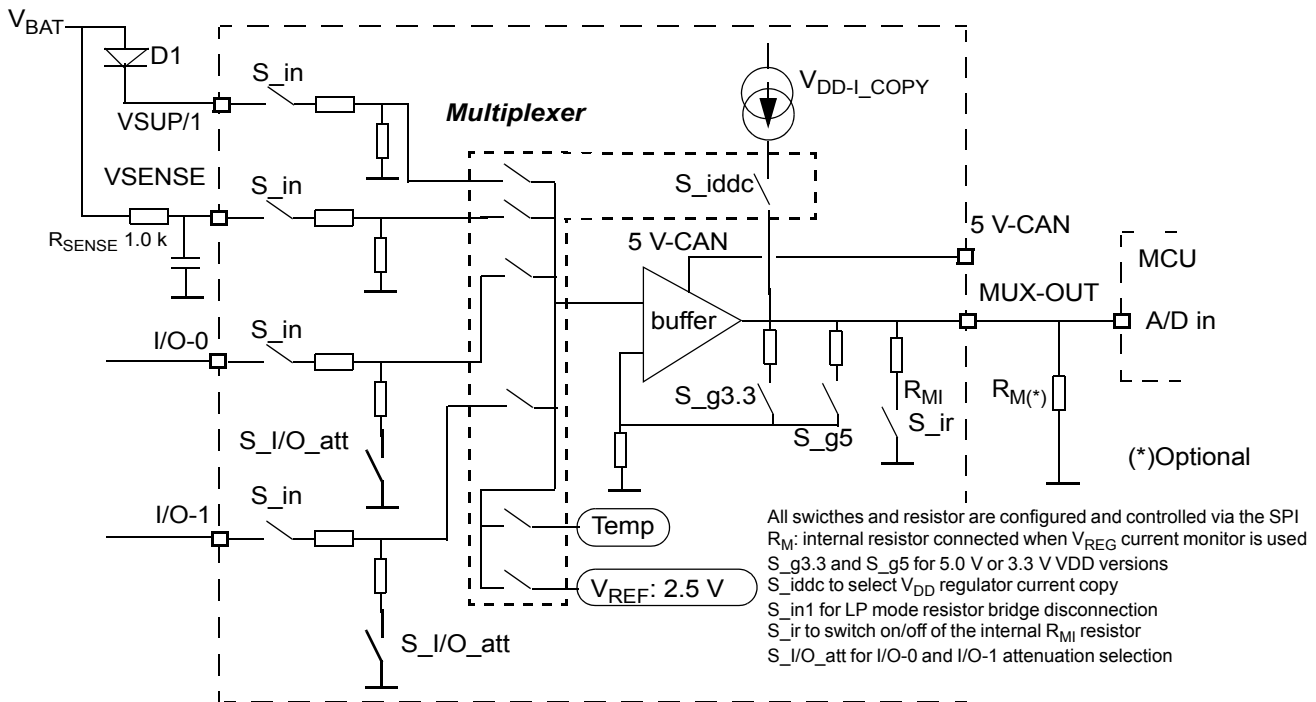 VBAT
D1
S_in
VDD-I_COPY
VSUP/1
Multiplexer
VSENSE
S_in
S_iddc
RSENSE 1.0 k
5 V-CAN
5 V-CAN
MCU
MUX-OUT
buffer
A/D in
I/O-0
S_in
S_g3.3
RMI
RM(*)
S_ir
S_g5
S_I/O_att
(*)Optional
S_in
I/O-1
Temp
VREF: 2.5 V
S_I/O_att
All swicthes and resistor are configured and controlled via the SPI
RM: internal resistor connected when VREG current monitor is used
S_g3.3 and S_g5 for 5.0 V or 3.3 V VDD versions
S_iddc to select VDD regulator current copy
S_in1 for LP mode resistor bridge disconnection
S_ir to switch on/off of the internal RMI resistor
S_I/O_att for I/O-0 and I/O-1 attenuation selection